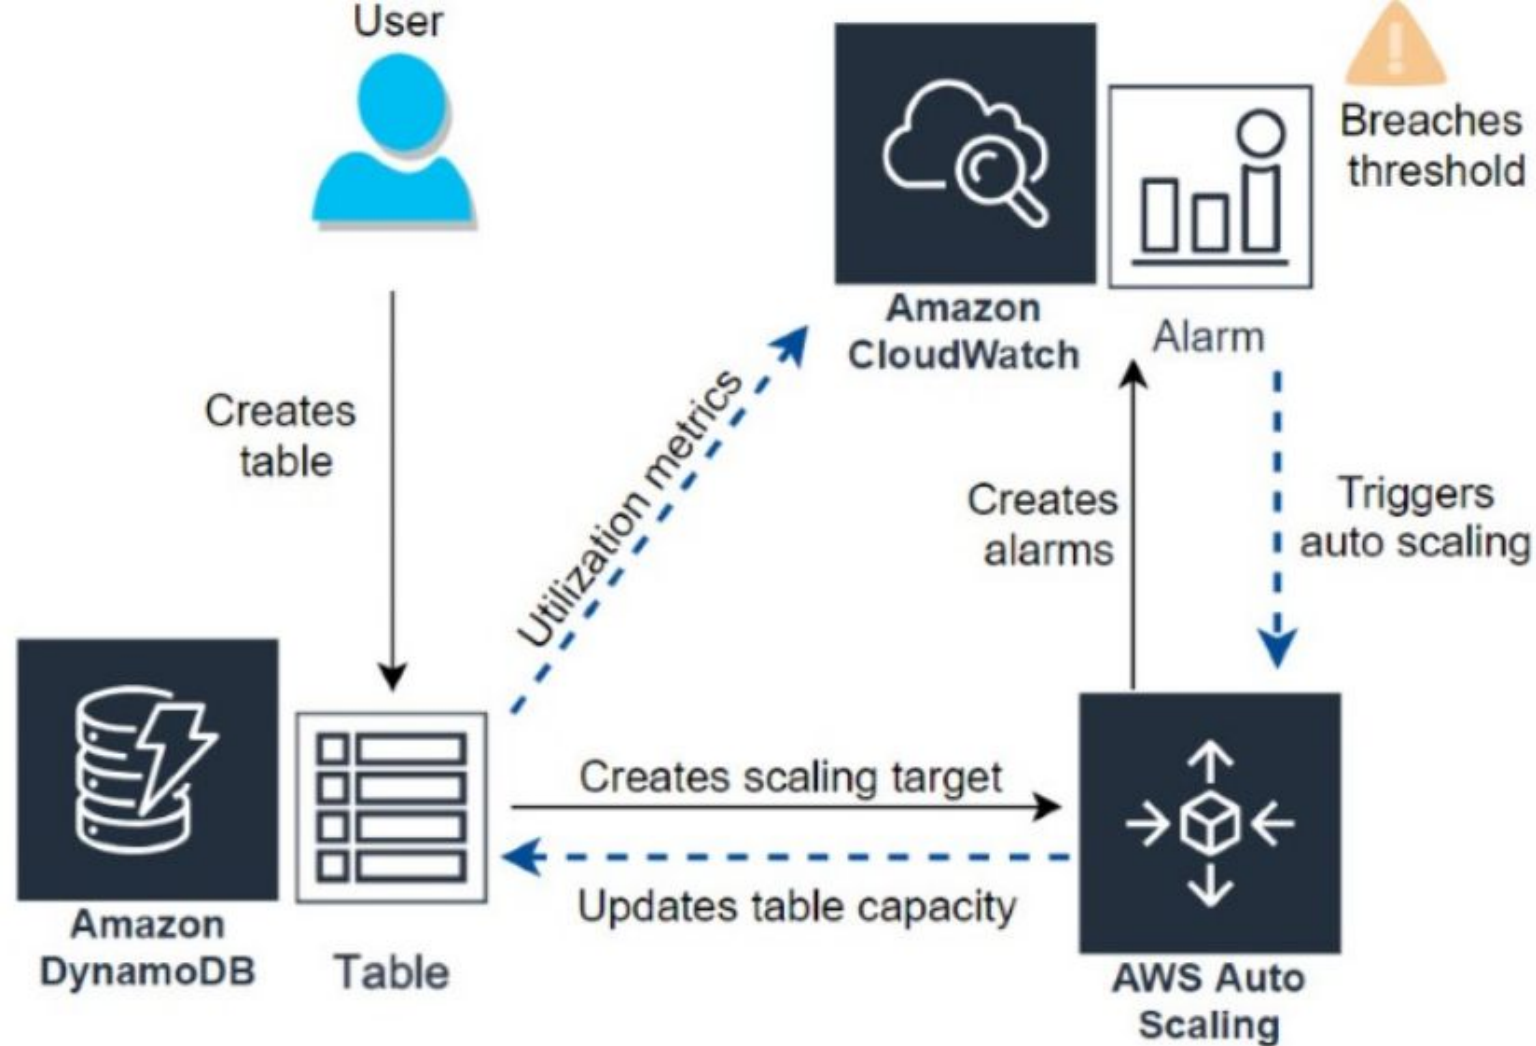 User
Breaches
threshold
Amazon
CloudWatch
Alarm
Creates
table
Utilization metrics
Creates
alarms
Triggers
auto scaling
Creates scaling target
Updates table capacity
Amazon
DynamoDB
Table
AWS Auto
Scaling